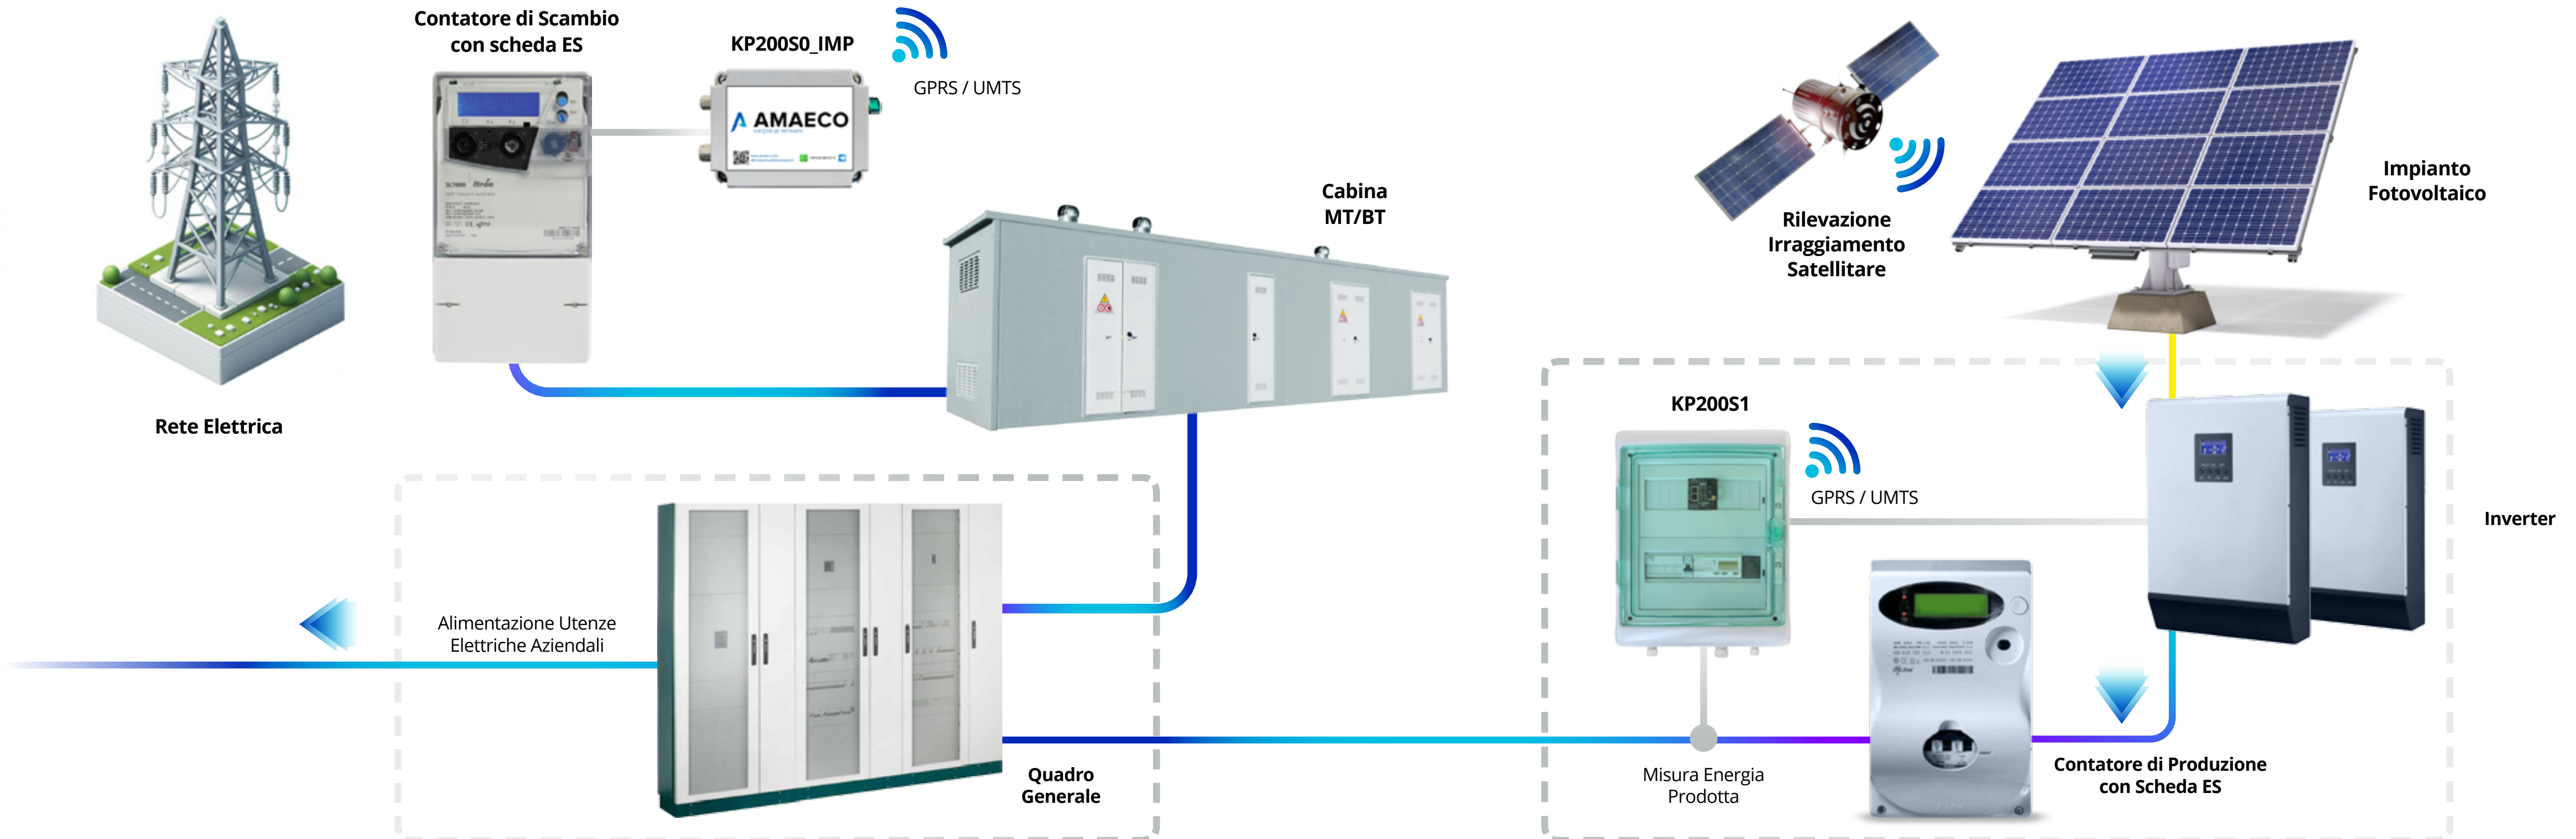 Contatore di Scambio
con scheda ES
KP200S0_IMP
GPRS / UMTS
AMAECO
SL7000
Itron
Cabina
MT/BT
Rilevazione
Irraggiamento
Satellitare
Impianto
Fotovoltaico
Rete Elettrica
KP200S1
GPRS / UMTS
Inverter
Alimentazione Utenze
Elettriche Aziendali
Quadro
Generale
Misura Energia
Prodotta
Contatore di Produzione
con Scheda ES